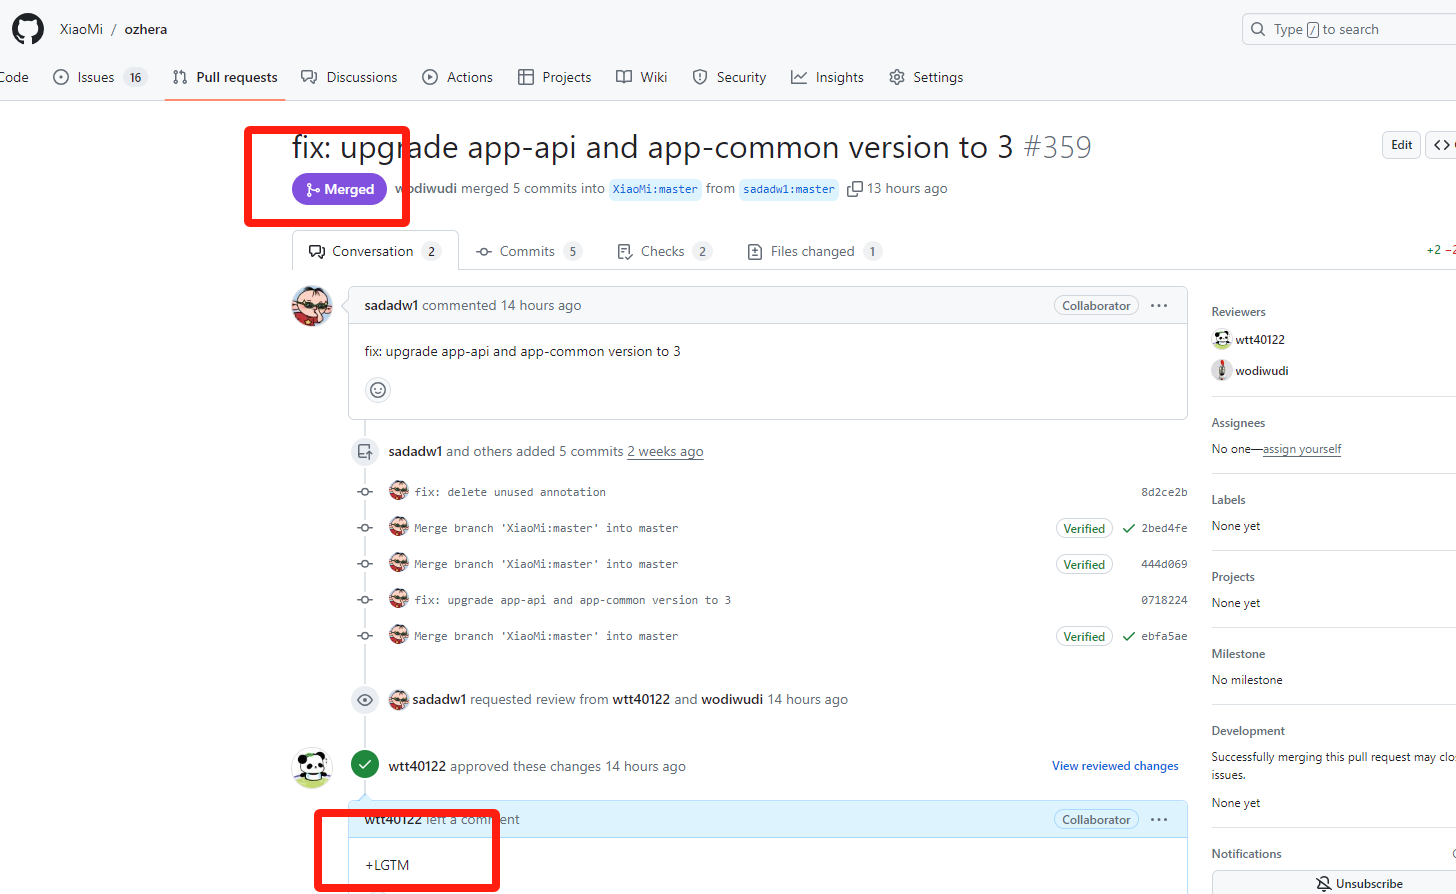 XiaoMi / ozhera
Type / to search
Code
Issues 16
Pull requests
Discussions
Actions
Projects
Wiki
Security
Insights
Settings
fix: upgrade app-api and app-common version to 3 #359
Edit
Merged
wodiwudi merged 5 commits into XiaoMi:master from sadadw1:master 13 hours ago
Conversation 2
Commits 5
Checks 2
Files changed 1
+2 −2
sadadw1 commented 14 hours ago
Collaborator
fix: upgrade app-api and app-common version to 3
sadadw1 and others added 5 commits 2 weeks ago
fix: delete unused annotation 8d2ce2b
Merge branch 'XiaoMi:master' into master Verified 2bed4fe
Merge branch 'XiaoMi:master' into master Verified 444d069
fix: upgrade app-api and app-common version to 3 0718224
Merge branch 'XiaoMi:master' into master Verified ebfa5ae
sadadw1 requested review from wtt40122 and wodiwudi 14 hours ago
wtt40122 approved these changes 14 hours ago
View reviewed changes
wtt40122 left a comment
Collaborator
+LGTM
Reviewers
wtt40122
wodiwudi
Assignees
No one—assign yourself
Labels
None yet
Projects
None yet
Milestone
No milestone
Development
Successfully merging this pull request may clo
issues.
None yet
Notifications
Unsubscribe